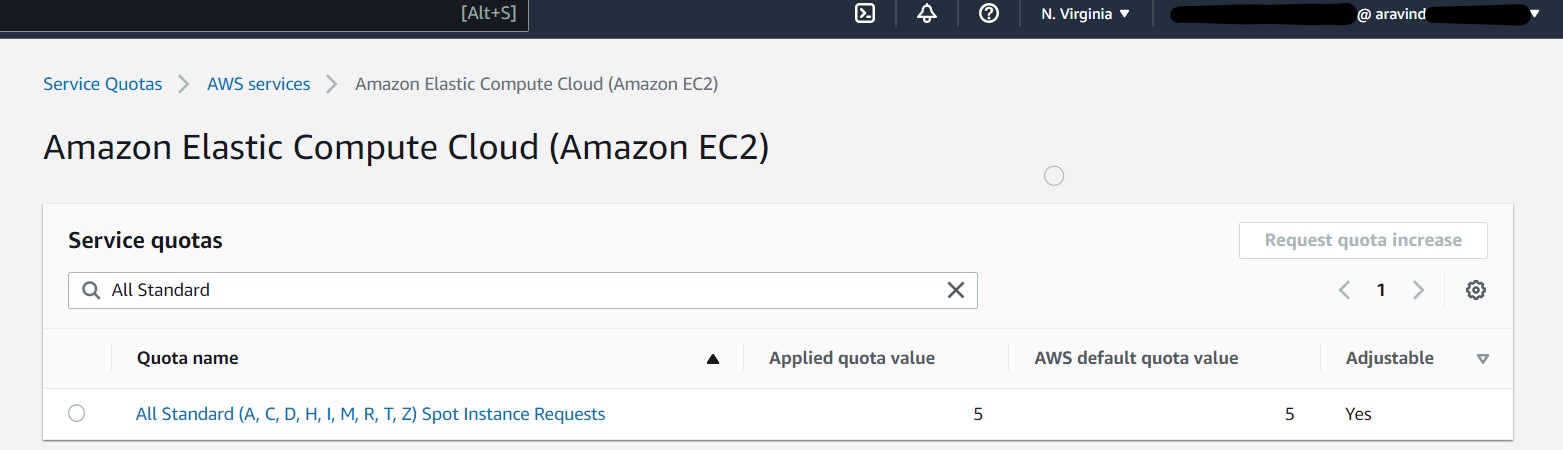 [Alt+S]
N. Virginia
@ aravind
Service Quotas AWS services Amazon Elastic Compute Cloud (Amazon EC2)
Amazon Elastic Compute Cloud (Amazon EC2)
Service quotas
Request quota increase
All Standard
1
Quota name Applied quota value AWS default quota value Adjustable
All Standard (A, C, D, H, I, M, R, T, Z) Spot Instance Requests 5 5 Yes